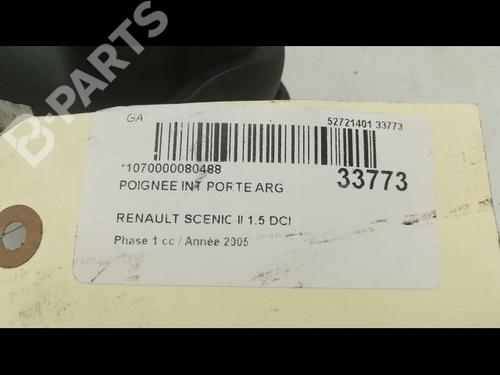 B-PARTS
GA
52721401 33773
-1070000080488
POIGNEE INT PORTE ARG
33773
RENAULT SCENIC II 1.5 DCI
Phase 1 cc / Année 2005